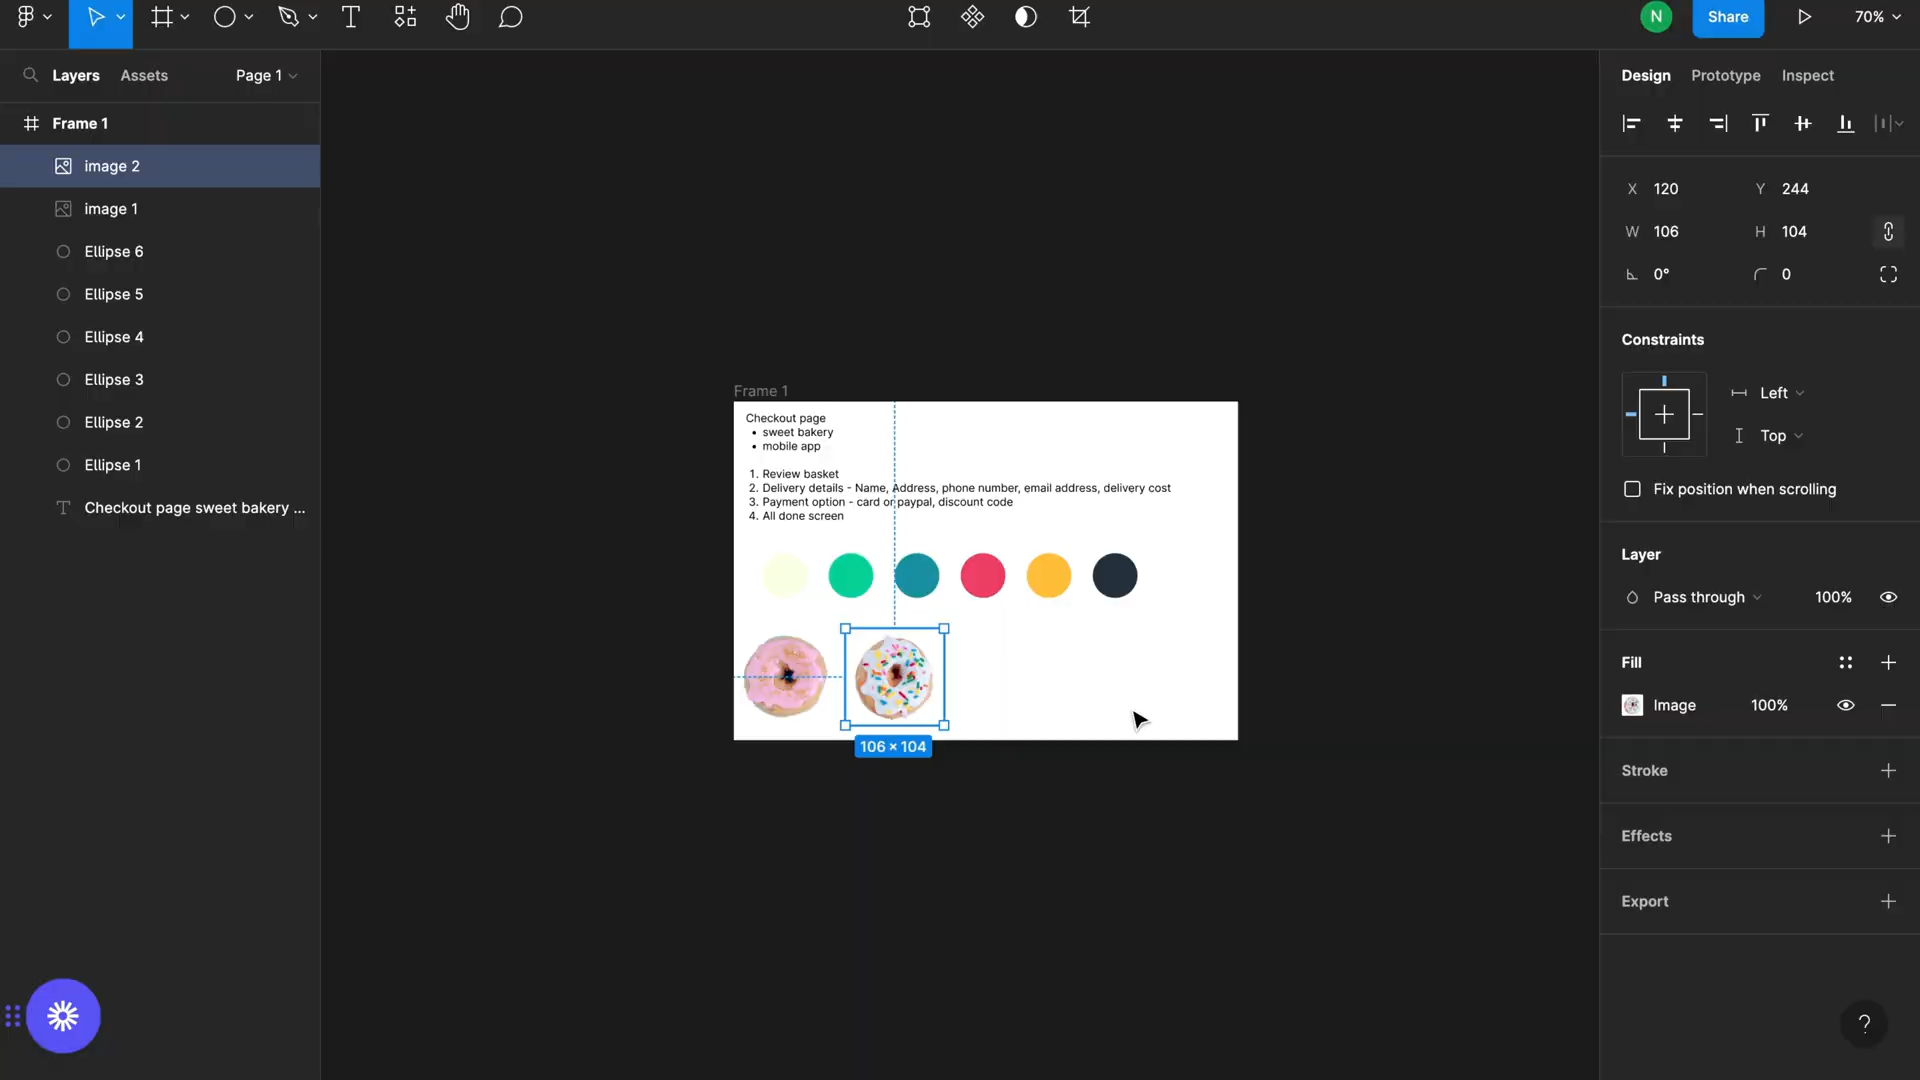 N
Share
70%
Layers
Assets
Page 1
Design
Prototype
Inspect
Frame 1
image 2
image 1
Ellipse 6
Ellipse 5
Ellipse 4
Ellipse 3
Ellipse 2
Ellipse 1
Checkout page sweet bakery ...
Frame 1
Checkout page
• sweet bakery
• mobile app
1. Review basket
2. Delivery details - Name, Address, phone number, email address, delivery cost
3. Payment option - card or paypal, discount code
4. All done screen
106 × 104
X 120
Y 244
W 106
H 104
0°
0
Constraints
Left
Top
Fix position when scrolling
Layer
Pass through
100%
Fill
Image
100%
Stroke
Effects
Export
?